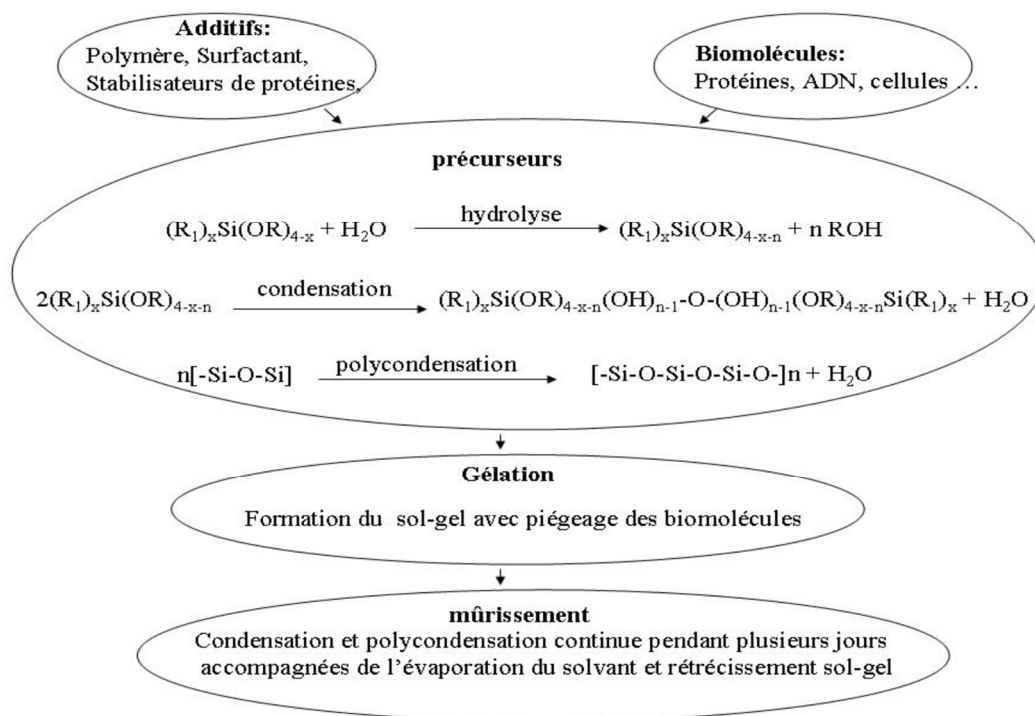 Additifs:
Polymère, Surfactant,
Stabilisateurs de protéines,
Biomolécules:
Protéines, ADN, cellules ...
précurseurs
(R₁)ₓSi(OR)₄₋ₓ + H₂O hydrolyse (R₁)ₓSi(OR)₄₋ₓ₋ₙ + n ROH
2(R₁)ₓSi(OR)₄₋ₓ₋ₙ condensation (R₁)ₓSi(OR)₄₋ₓ₋ₙ(OH)ₙ₋₁-O-(OH)ₙ₋₁(OR)₄₋ₓ₋ₙSi(R₁)ₓ + H₂O
n[-Si-O-Si] polycondensation [-Si-O-Si-O-Si-O-]n + H₂O
Gélation
Formation du sol-gel avec piégeage des biomolécules
mûrissement
Condensation et polycondensation continue pendant plusieurs jours
accompagnées de l'évaporation du solvant et rétrécissement sol-gel